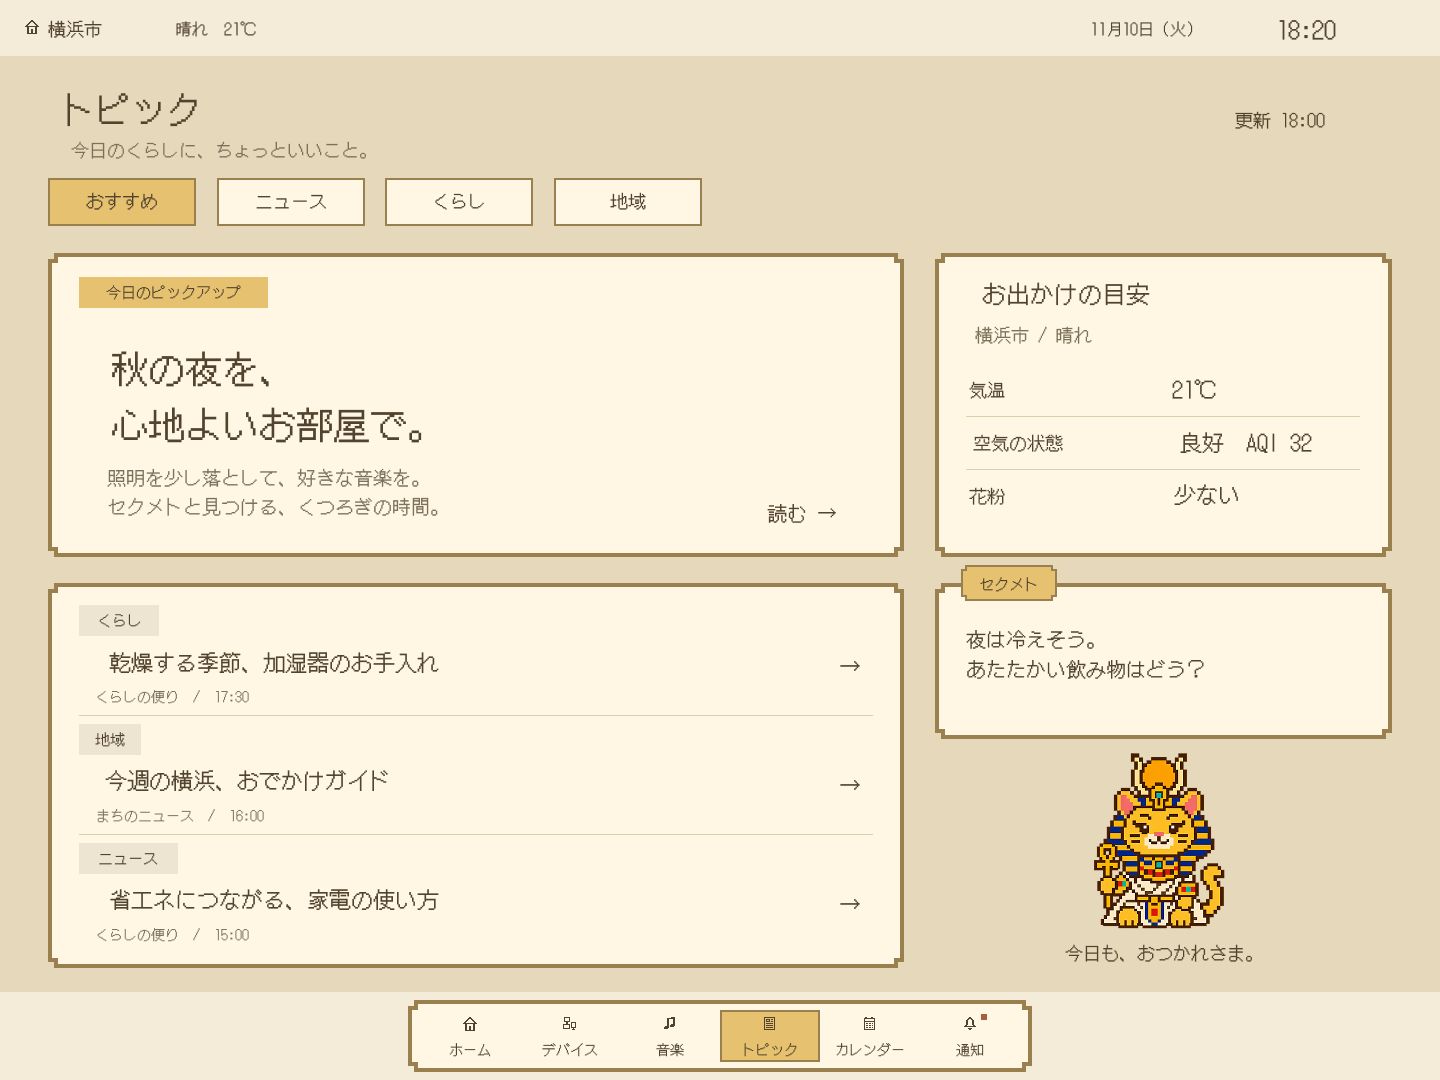 横浜市 晴れ 21℃ 11月10日（火） 18:20
トピック
更新 18:00
今日のくらしに、ちょっといいこと。
おすすめ ニュース くらし 地域
今日のピックアップ
秋の夜を、
心地よいお部屋で。
照明を少し落として、好きな音楽を。
セクメトと見つける、くつろぎの時間。
読む →
お出かけの目安
横浜市 / 晴れ
気温 21℃
空気の状態 良好 AQI 32
花粉 少ない
くらし
乾燥する季節、加湿器のお手入れ →
くらしの便り / 17:30
地域
今週の横浜、おでかけガイド →
まちのニュース / 16:00
ニュース
省エネにつながる、家電の使い方 →
くらしの便り / 15:00
セクメト
夜は冷えそう。
あたたかい飲み物はどう？
今日も、おつかれさま。
ホーム デバイス 音楽 トピック カレンダー 通知